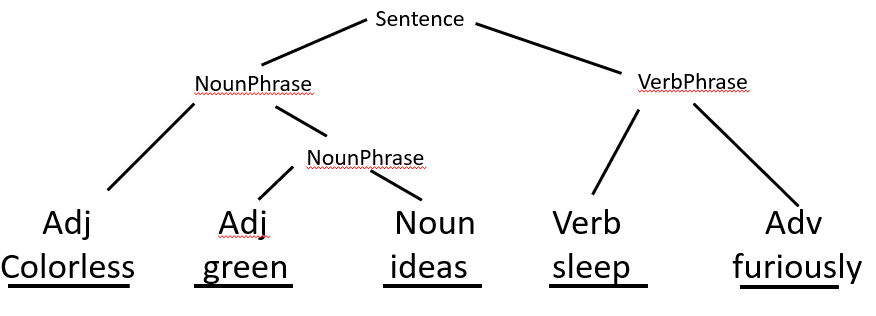 Sentence
NounPhrase VerbPhrase
NounPhrase
Adj Adj Noun Verb Adv
Colorless green ideas sleep furiously